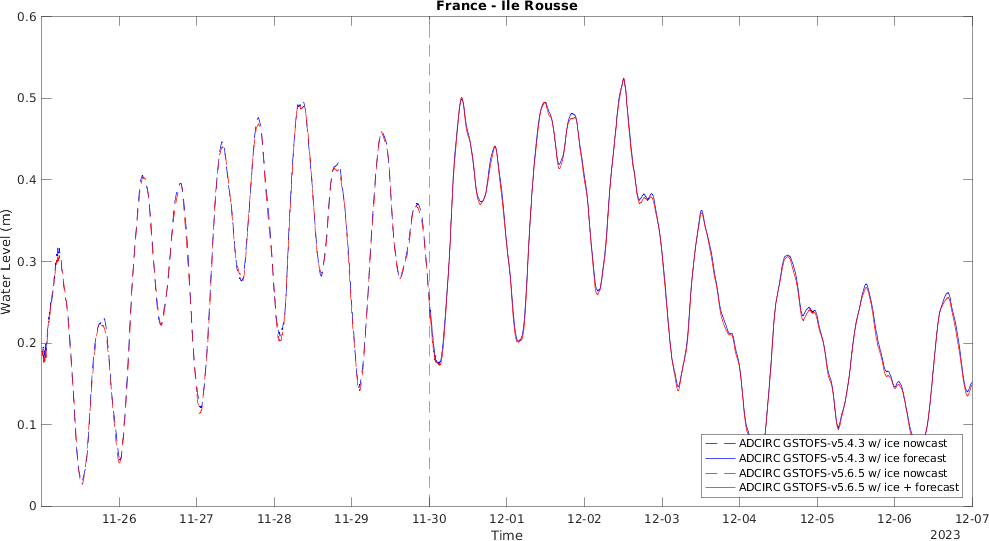 France - Ile Rousse
0.6
0.5
0.4
0.3
0.2
0.1
0
Water Level (m)
11-26 11-27 11-28 11-29 11-30 12-01 12-02 12-03 12-04 12-05 12-06 12-07
Time
2023
ADCIRC GSTOFS-v5.4.3 w/ ice nowcast
ADCIRC GSTOFS-v5.4.3 w/ ice forecast
ADCIRC GSTOFS-v5.6.5 w/ ice nowcast
ADCIRC GSTOFS-v5.6.5 w/ ice + forecast